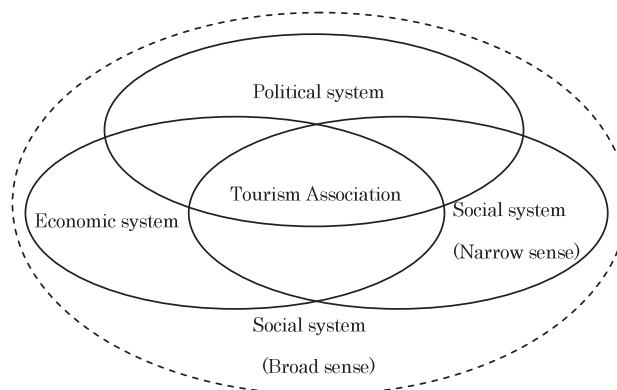 Political system
Tourism Association
Economic system
Social system
(Narrow sense)
Social system
(Broad sense)